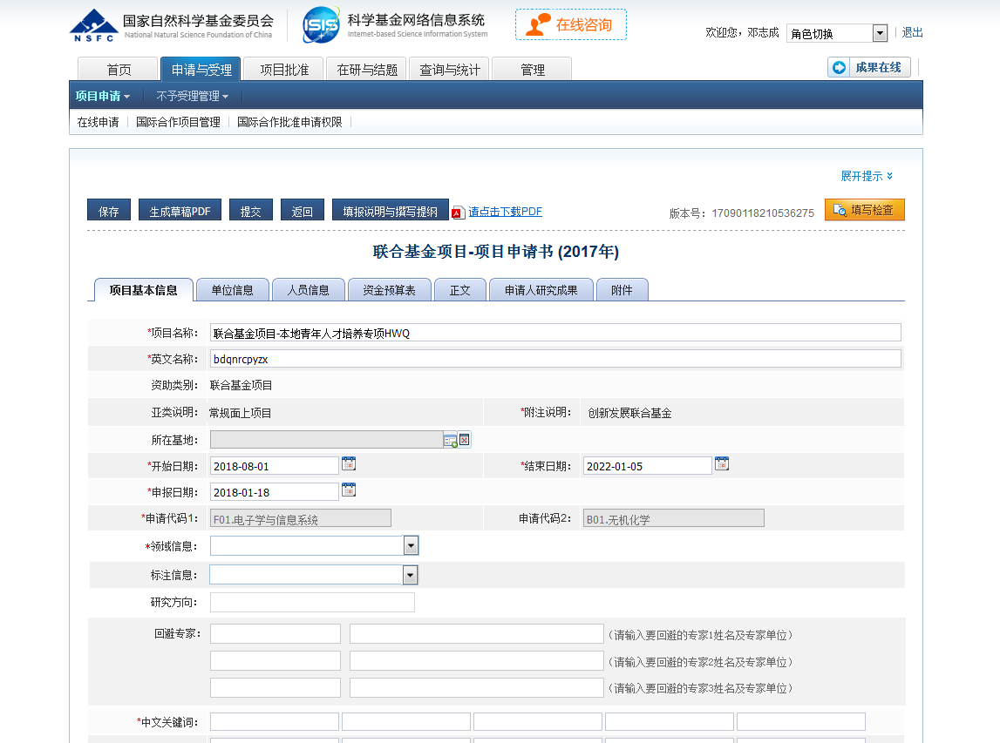 国家自然科学基金委员会
National Natural Science Foundation of China
NSFC
ISIS
科学基金网络信息系统
Internet-based Science Information System
在线咨询
欢迎您，邓志成 角色切换 退出
首页 申请与受理 项目批准 在研与结题 查询与统计 管理 成果在线
项目申请 不予受理管理
在线申请 国际合作项目管理 国际合作批准申请权限
展开提示
保存 生成草稿PDF 提交 返回 填报说明与撰写提纲 请点击下载PDF 版本号：17090118210536275 填写检查
联合基金项目-项目申请书 (2017年)
项目基本信息 单位信息 人员信息 资金预算表 正文 申请人研究成果 附件
*项目名称： 联合基金项目-本地青年人才培养专项HWQ
*英文名称： bdqnrcpyzx
资助类别： 联合基金项目
亚类说明： 常规面上项目 *附注说明： 创新发展联合基金
所在基地：
*开始日期： 2018-08-01 *结束日期： 2022-01-05
*申报日期： 2018-01-18
*申请代码1： F01.电子学与信息系统 申请代码2： B01.无机化学
*领域信息：
标注信息：
研究方向：
回避专家： （请输入要回避的专家1姓名及专家单位）
（请输入要回避的专家2姓名及专家单位）
（请输入要回避的专家3姓名及专家单位）
*中文关键词：